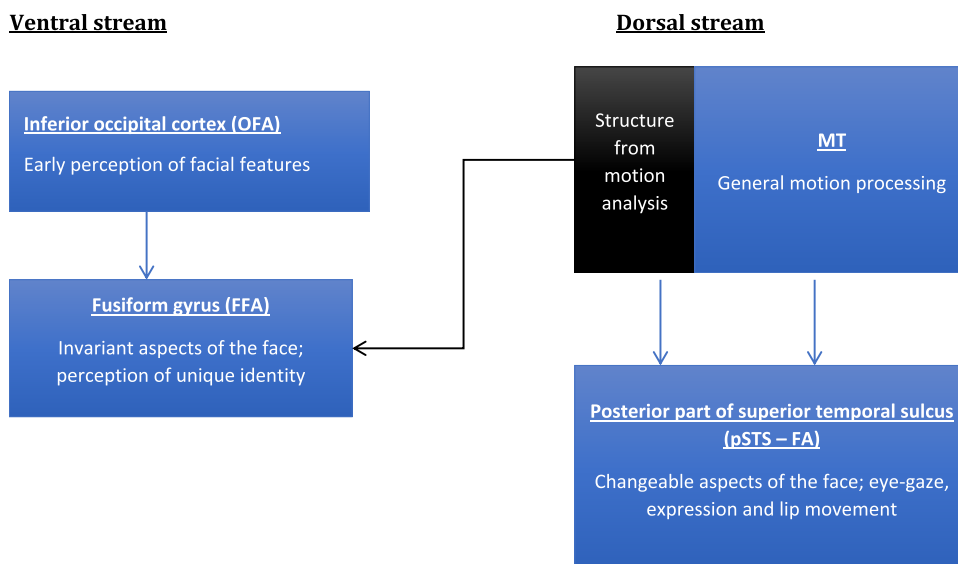 Ventral stream
Dorsal stream
Inferior occipital cortex (OFA)
Early perception of facial features
Structure
from
motion
analysis
MT
General motion processing
Fusiform gyrus (FFA)
Invariant aspects of the face;
perception of unique identity
Posterior part of superior temporal sulcus
(pSTS – FA)
Changeable aspects of the face; eye-gaze,
expression and lip movement